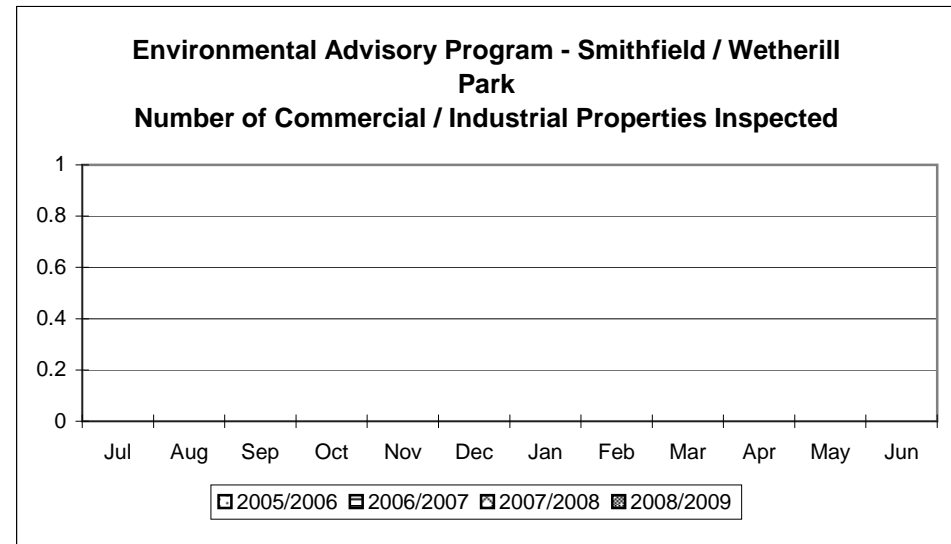 Environmental Advisory Program - Smithfield / Wetherill
Park
Number of Commercial / Industrial Properties Inspected
1
0.8
0.6
0.4
0.2
0
Jul Aug Sep Oct Nov Dec Jan Feb Mar Apr May Jun
2005/2006 2006/2007 2007/2008 2008/2009